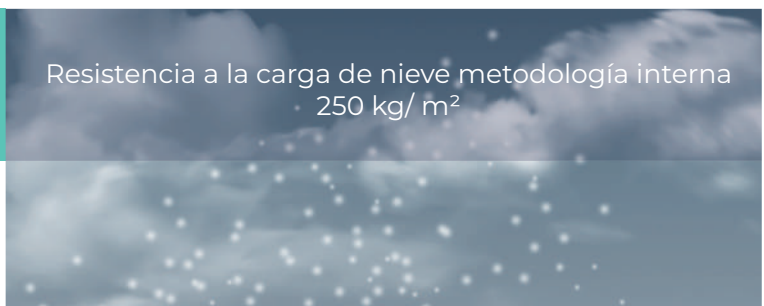 Resistencia a la carga de nieve metodología interna
250 kg/ m²